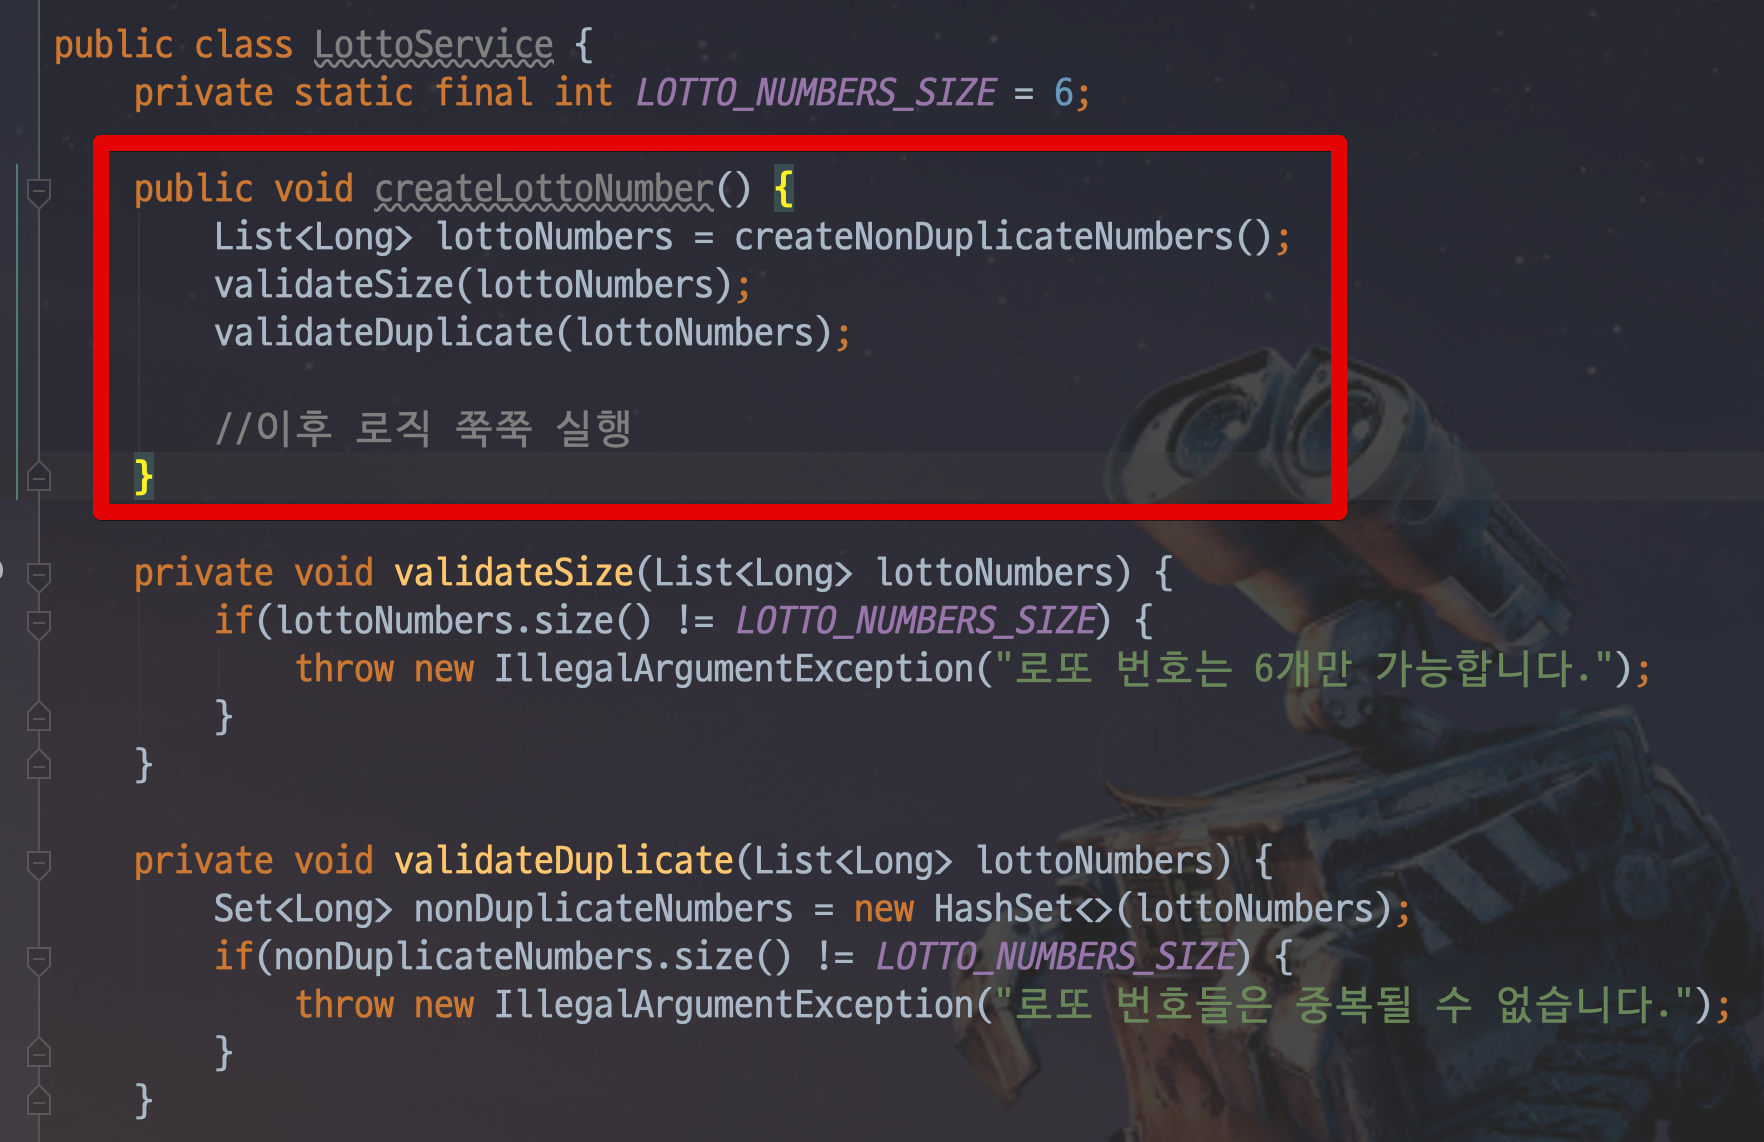 public class LottoService {
private static final int LOTTO_NUMBERS_SIZE = 6;
public void createLottoNumber() {
List<Long> lottoNumbers = createNonDuplicateNumbers();
validateSize(lottoNumbers);
validateDuplicate(lottoNumbers);
//이후 로직 쭉쭉 실행
}
private void validateSize(List<Long> lottoNumbers) {
if(lottoNumbers.size() != LOTTO_NUMBERS_SIZE) {
throw new IllegalArgumentException("로또 번호는 6개만 가능합니다.");
}
}
private void validateDuplicate(List<Long> lottoNumbers) {
Set<Long> nonDuplicateNumbers = new HashSet<>(lottoNumbers);
if(nonDuplicateNumbers.size() != LOTTO_NUMBERS_SIZE) {
throw new IllegalArgumentException("로또 번호들은 중복될 수 없습니다.");
}
}